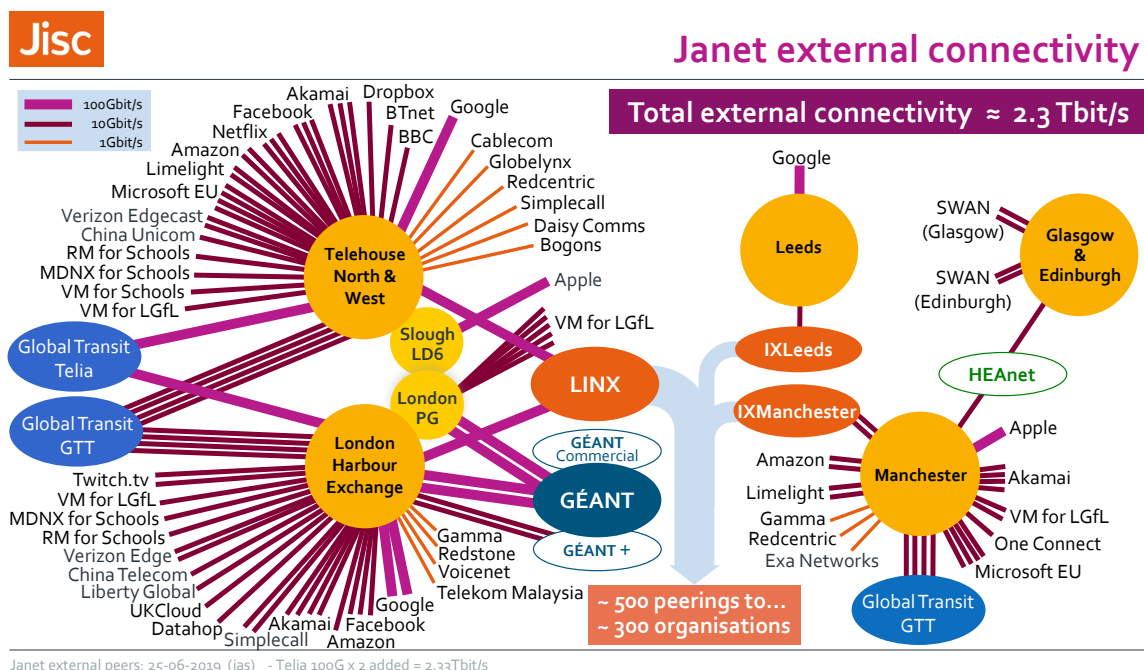 Jisc
Janet external connectivity
100Gbit/s
10Gbit/s
1Gbit/s
Total external connectivity ≈ 2.3 Tbit/s
Akamai
Dropbox
Facebook
BTnet
Google
Netflix
BBC
Cablecom
Amazon
Globelynx
Limelight
Redcentric
Microsoft EU
Simplecall
Verizon Edgecast
Daisy Comms
China Unicom
Bogons
RM for Schools
MDNX for Schools
VM for Schools
VM for LGfL
Telehouse
North &
West
Apple
Slough
LD6
VM for LGfL
Global Transit
Telia
London
PG
LINX
Global Transit
GTT
London
Harbour
Exchange
GÉANT
Commercial
GÉANT
GÉANT +
Twitch.tv
VM for LGfL
MDNX for Schools
RM for Schools
Verizon Edge
China Telecom
Liberty Global
UKCloud
Datahop
Simplecall
Akamai
Amazon
Facebook
Google
Gamma
Redstone
Voicenet
Telekom Malaysia
~ 500 peerings to...
~ 300 organisations
Google
Leeds
IXLeeds
IXManchester
SWAN
(Glasgow)
SWAN
(Edinburgh)
Glasgow
&
Edinburgh
HEAnet
Manchester
Apple
Amazon
Akamai
Limelight
Gamma
VM for LGfL
Redcentric
One Connect
Exa Networks
Microsoft EU
Global Transit
GTT
Janet external peers: 25-06-2019 (jas) - Telia 100G x 2 added = 2.33Tbit/s